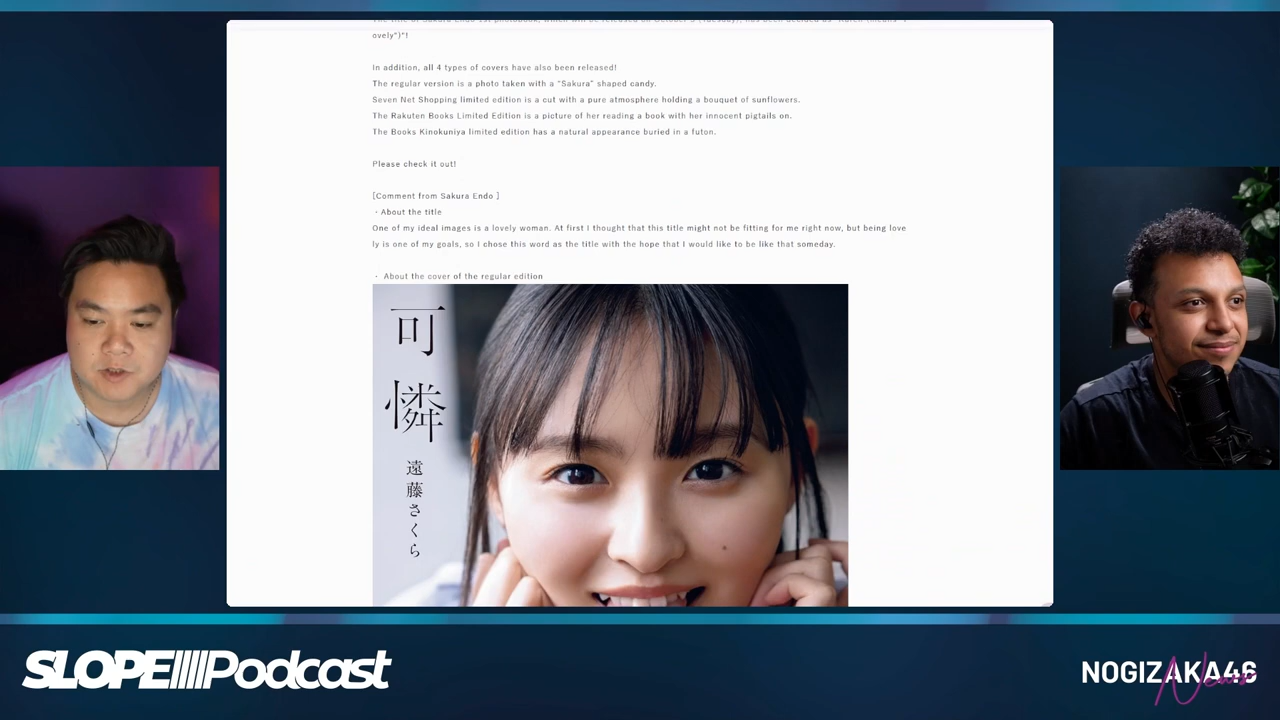 ovely")"!
In addition, all 4 types of covers have also been released!
The regular version is a photo taken with a "Sakura" shaped candy.
Seven Net Shopping limited edition is a cut with a pure atmosphere holding a bouquet of sunflowers.
The Rakuten Books Limited Edition is a picture of her reading a book with her innocent pigtails on.
The Books Kinokuniya limited edition has a natural appearance buried in a futon.
Please check it out!
[Comment from Sakura Endo ]
・About the title
One of my ideal images is a lovely woman. At first I thought that this title might not be fitting for me right now, but being love
ly is one of my goals, so I chose this word as the title with the hope that I would like to be like that someday.
・ About the cover of the regular edition
可憐
遠藤さくら
SLOPE Podcast
NOGIZAKA46
News